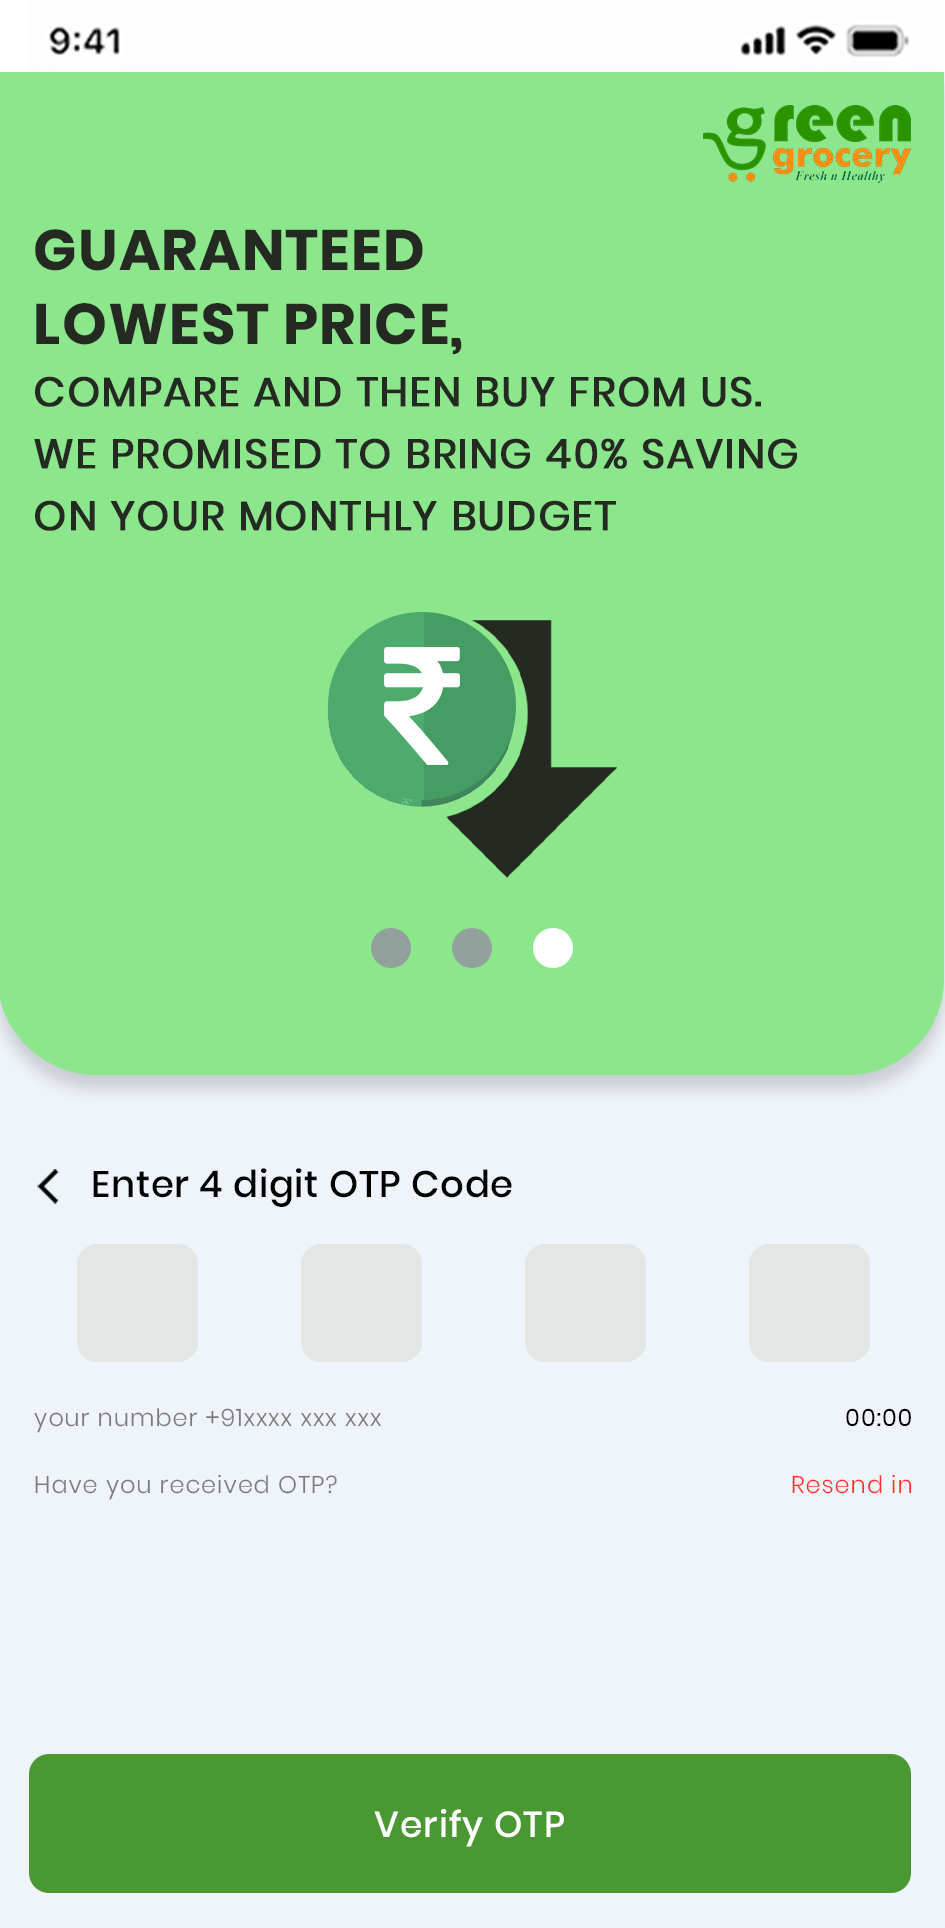 9:41
green
grocery
Fresh n Healthy
GUARANTEED
LOWEST PRICE,
COMPARE AND THEN BUY FROM US.
WE PROMISED TO BRING 40% SAVING
ON YOUR MONTHLY BUDGET
₹
Enter 4 digit OTP Code
your number +91xxxx xxx xxx
00:00
Have you received OTP?
Resend in
Verify OTP